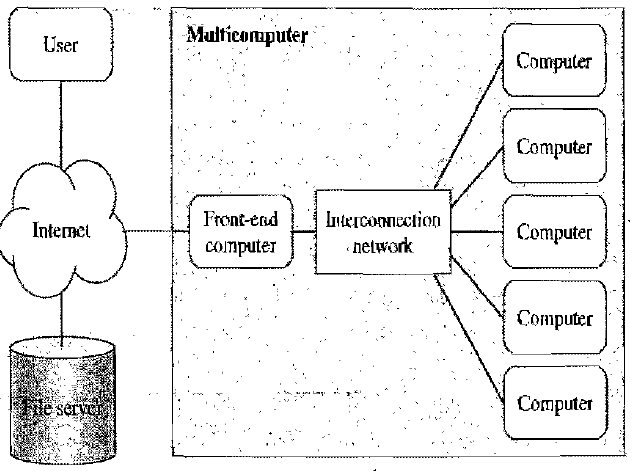 User
Multicomputer
Computer
Computer
Internet
Front-end
computer
Interconnection
network
Computer
Computer
File server
Computer